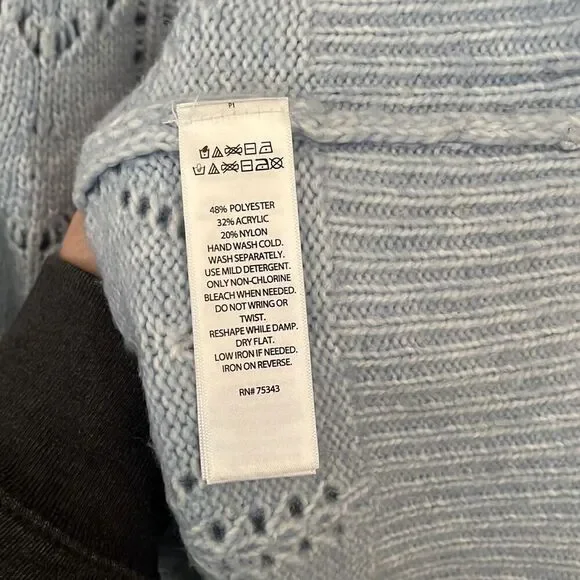 PI
48% POLYESTER
32% ACRYLIC
20% NYLON
HAND WASH COLD.
WASH SEPARATELY.
USE MILD DETERGENT.
ONLY NON-CHLORINE
BLEACH WHEN NEEDED.
DO NOT WRING OR
TWIST.
RESHAPE WHILE DAMP.
DRY FLAT.
LOW IRON IF NEEDED.
IRON ON REVERSE.
RN# 75343